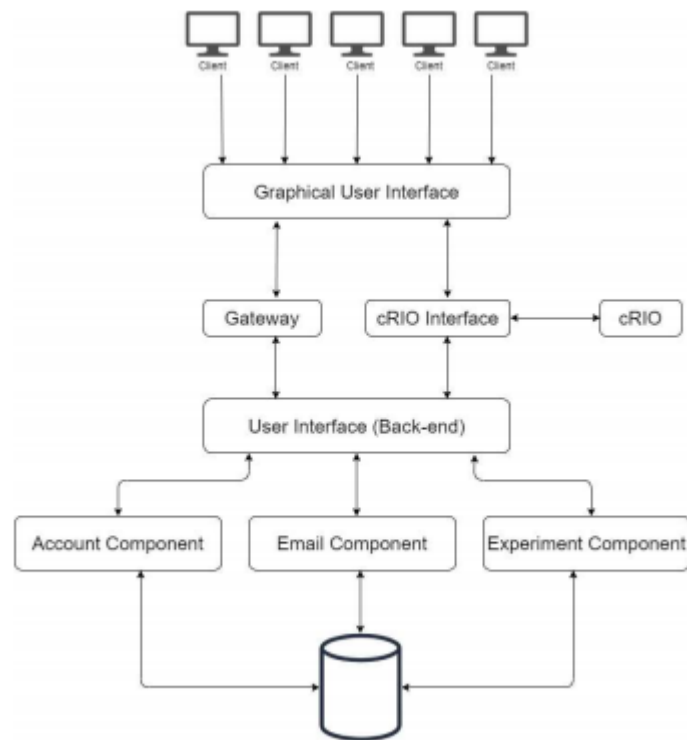 Client Client Client Client Client
Graphical User Interface
Gateway cRIO Interface cRIO
User Interface (Back-end)
Account Component Email Component Experiment Component